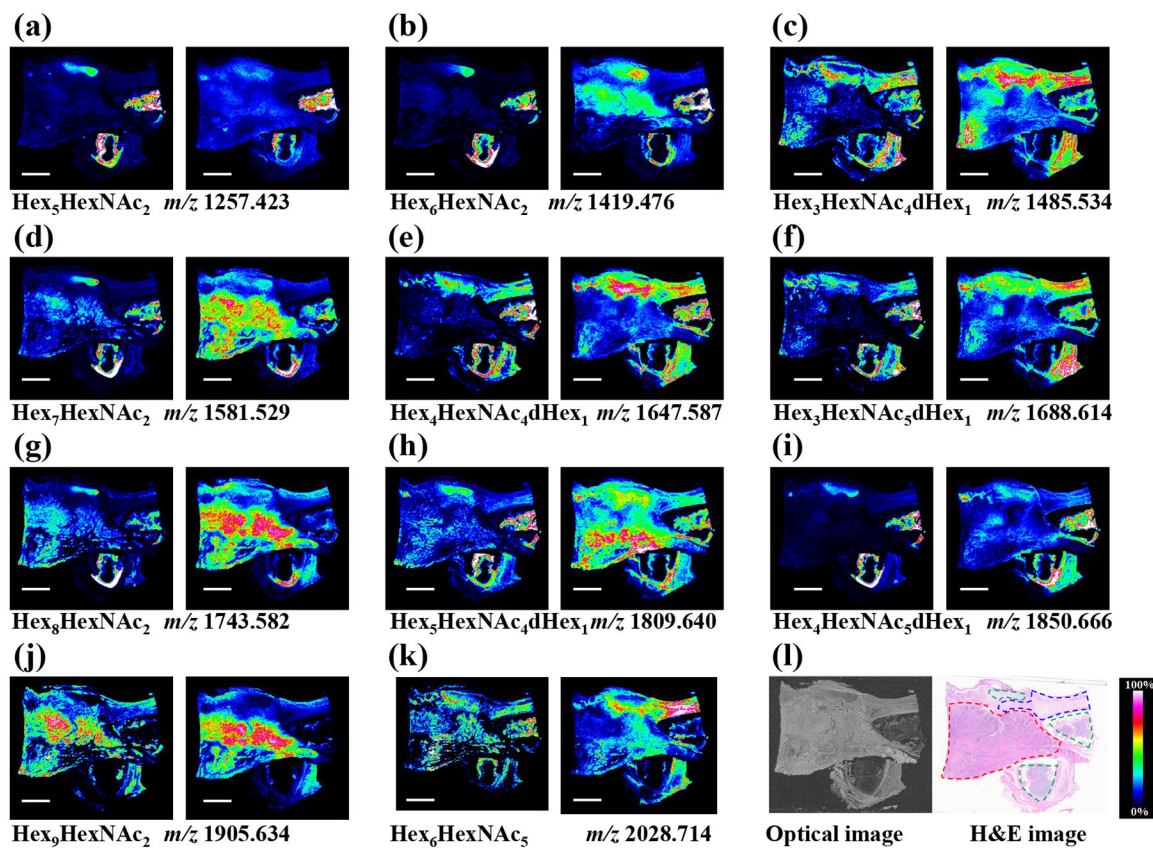 (a) (b) (c)
Hex₅HexNAc₂ m/z 1257.423 Hex₆HexNAc₂ m/z 1419.476 Hex₃HexNAc₄dHex₁ m/z 1485.534
(d) (e) (f)
Hex₇HexNAc₂ m/z 1581.529 Hex₄HexNAc₄dHex₁ m/z 1647.587 Hex₃HexNAc₅dHex₁ m/z 1688.614
(g) (h) (i)
Hex₈HexNAc₂ m/z 1743.582 Hex₅HexNAc₄dHex₁ m/z 1809.640 Hex₄HexNAc₅dHex₁ m/z 1850.666
(j) (k) (l)
100%
0%
Hex₉HexNAc₂ m/z 1905.634 Hex₆HexNAc₅ m/z 2028.714 Optical image H&E image